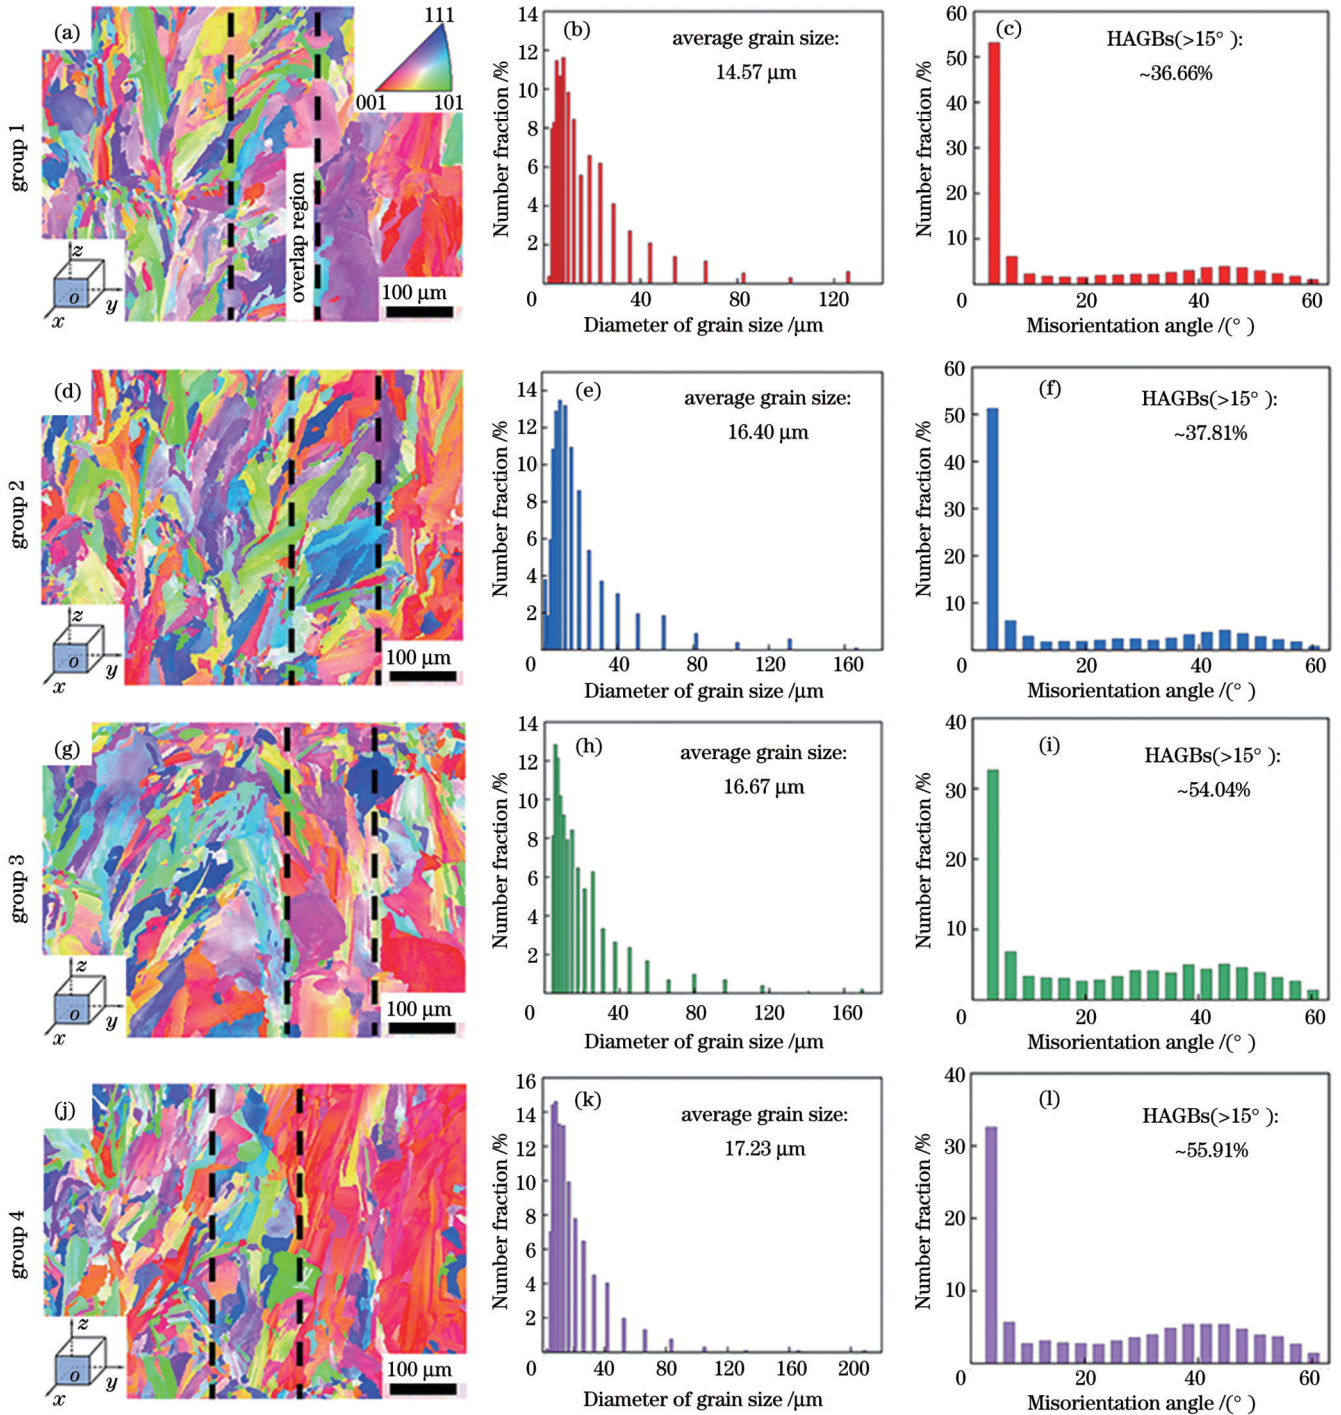 group 1
(a)
111
001
101
overlap region
z
o
x
y
100 μm
(b)
average grain size:
14.57 μm
Number fraction /%
14
12
10
8
6
4
2
0
40
80
120
Diameter of grain size /μm
(c)
HAGBs(>15° ):
~36.66%
Number fraction /%
60
50
40
30
20
10
0
20
40
60
Misorientation angle /(° )
group 2
(d)
z
o
x
y
100 μm
(e)
average grain size:
16.40 μm
Number fraction /%
14
12
10
8
6
4
2
0
40
80
120
160
Diameter of grain size /μm
(f)
HAGBs(>15° ):
~37.81%
Number fraction /%
60
50
40
30
20
10
0
20
40
60
Misorientation angle /(° )
group 3
(g)
z
o
x
y
100 μm
(h)
average grain size:
16.67 μm
Number fraction /%
14
12
10
8
6
4
2
0
40
80
120
160
Diameter of grain size /μm
(i)
HAGBs(>15° ):
~54.04%
Number fraction /%
40
30
20
10
0
20
40
60
Misorientation angle /(° )
group 4
(j)
z
o
x
y
100 μm
(k)
average grain size:
17.23 μm
Number fraction /%
16
14
12
10
8
6
4
2
0
40
80
120
160
200
Diameter of grain size /μm
(l)
HAGBs(>15° ):
~55.91%
Number fraction /%
40
30
20
10
0
20
40
60
Misorientation angle /(° )